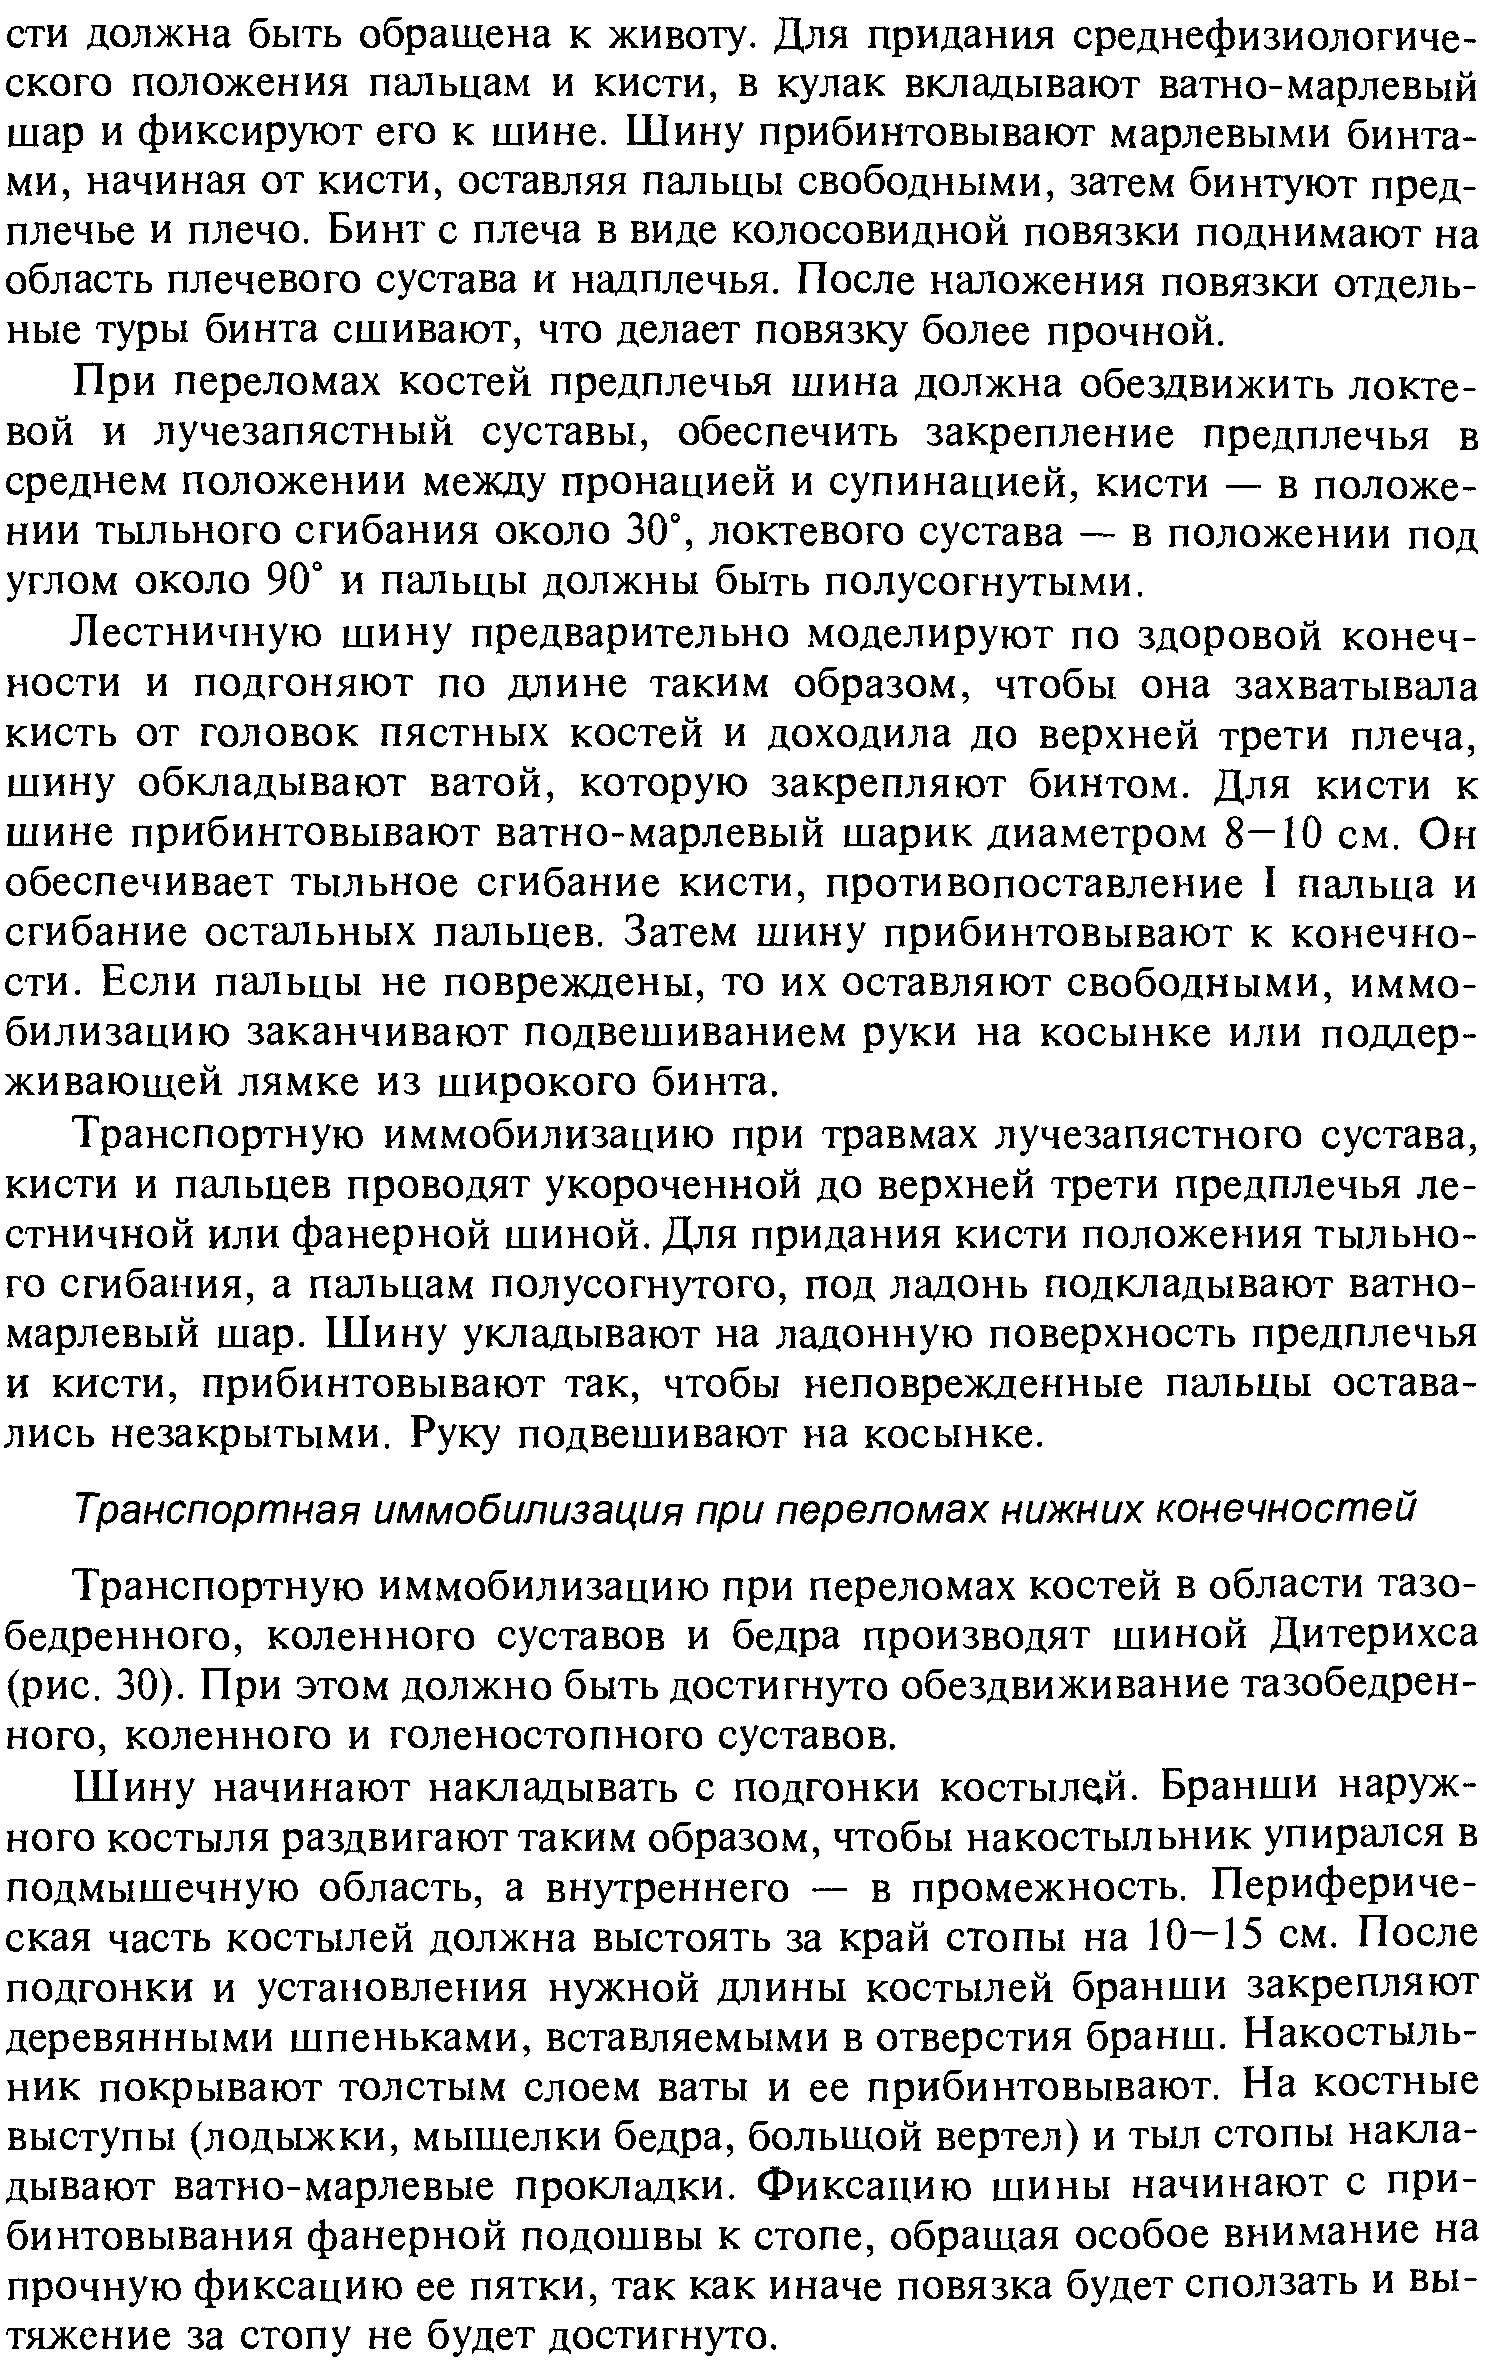 сти должна быть обращена к животу. Для придания среднефизиологиче-
ского положения пальцам и кисти, в кулак вкладывают ватно-марлевый
шар и фиксируют его к шине. Шину прибинтовывают марлевыми бинта-
ми, начиная от кисти, оставляя пальцы свободными, затем бинтуют пред-
плечье и плечо. Бинт с плеча в виде колосовидной повязки поднимают на
область плечевого сустава и надплечья. После наложения повязки отдель-
ные туры бинта сшивают, что делает повязку более прочной.
При переломах костей предплечья шина должна обездвижить локте-
вой и лучезапястный суставы, обеспечить закрепление предплечья в
среднем положении между пронацией и супинацией, кисти — в положе-
нии тыльного сгибания около 30°, локтевого сустава — в положении под
углом около 90° и пальцы должны быть полусогнутыми.
Лестничную шину предварительно моделируют по здоровой конеч-
ности и подгоняют по длине таким образом, чтобы она захватывала
кисть от головок пястных костей и доходила до верхней трети плеча,
шину обкладывают ватой, которую закрепляют бинтом. Для кисти к
шине прибинтовывают ватно-марлевый шарик диаметром 8—10 см. Он
обеспечивает тыльное сгибание кисти, противопоставление I пальца и
сгибание остальных пальцев. Затем шину прибинтовывают к конечно-
сти. Если пальцы не повреждены, то их оставляют свободными, иммо-
билизацию заканчивают подвешиванием руки на косынке или поддер-
живающей лямке из широкого бинта.
Транспортную иммобилизацию при травмах лучезапястного сустава,
кисти и пальцев проводят укороченной до верхней трети предплечья ле-
стничной или фанерной шиной. Для придания кисти положения тыльно-
го сгибания, а пальцам полусогнутого, под ладонь подкладывают ватно-
марлевый шар. Шину укладывают на ладонную поверхность предплечья
и кисти, прибинтовывают так, чтобы неповрежденные пальцы остава-
лись незакрытыми. Руку подвешивают на косынке.
Транспортная иммобилизация при переломах нижних конечностей
Транспортную иммобилизацию при переломах костей в области тазо-
бедренного, коленного суставов и бедра производят шиной Дитерихса
(рис. 30). При этом должно быть достигнуто обездвиживание тазобедрен-
ного, коленного и голеностопного суставов.
Шину начинают накладывать с подгонки костылей. Бранши наруж-
ного костыля раздвигают таким образом, чтобы накостыльник упирался в
подмышечную область, а внутреннего — в промежность. Перифериче-
ская часть костылей должна выстоять за край стопы на 10—15 см. После
подгонки и установления нужной длины костылей бранши закрепляют
деревянными шпеньками, вставляемыми в отверстия бранш. Накостыль-
ник покрывают толстым слоем ваты и ее прибинтовывают. На костные
выступы (лодыжки, мыщелки бедра, большой вертел) и тыл стопы накла-
дывают ватно-марлевые прокладки. Фиксацию шины начинают с при-
бинтовывания фанерной подошвы к стопе, обращая особое внимание на
прочную фиксацию ее пятки, так как иначе повязка будет сползать и вы-
тяжение за стопу не будет достигнуто.